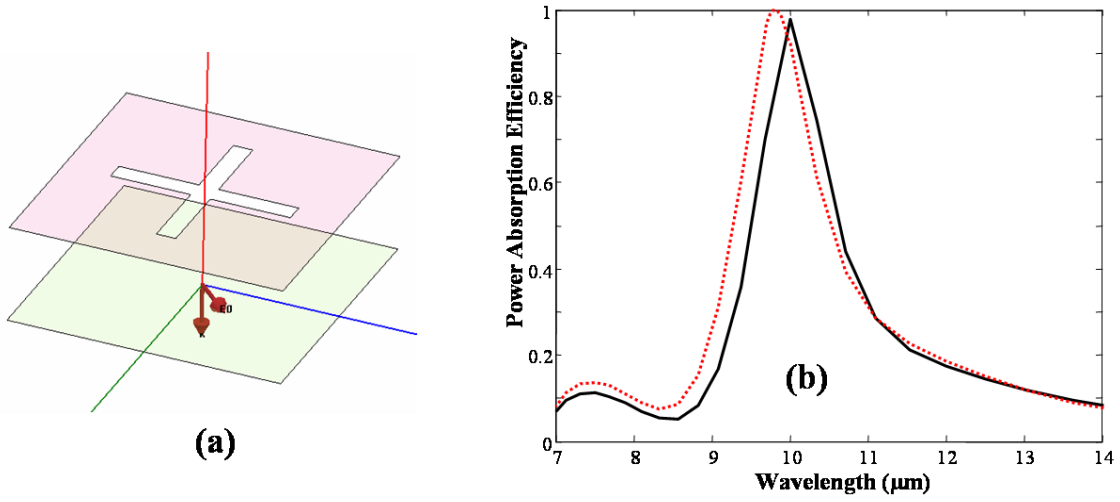 E0
K
(a)
Power Absorption Efficiency
1
0.8
0.6
0.4
0.2
0
7
8
9
10
11
12
13
14
Wavelength (μm)
(b)